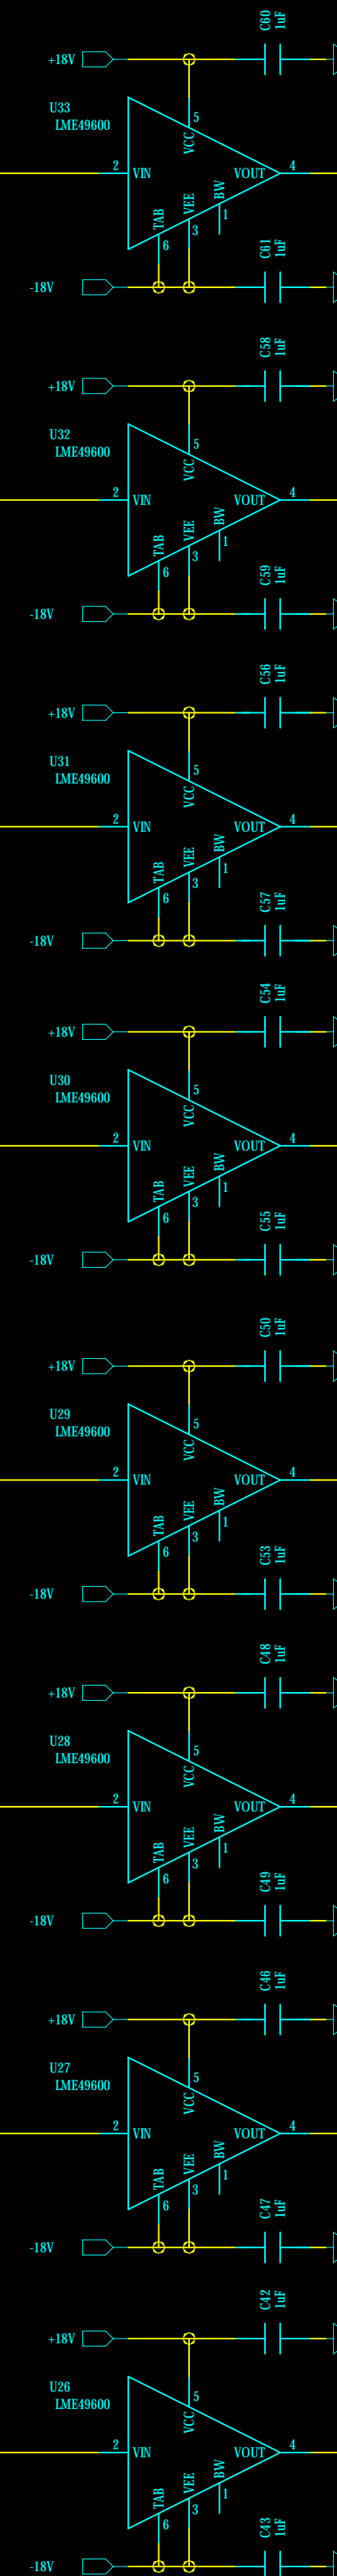 C60
1uF
+18V
U33
LME49600
5
VCC
2
VIN
VOUT
4
BW
1
VEE
3
TAB
6
C61
1uF
-18V
C58
1uF
+18V
U32
LME49600
5
VCC
2
VIN
VOUT
4
BW
1
VEE
3
TAB
6
C59
1uF
-18V
C56
1uF
+18V
U31
LME49600
5
VCC
2
VIN
VOUT
4
BW
1
VEE
3
TAB
6
C57
1uF
-18V
C54
1uF
+18V
U30
LME49600
5
VCC
2
VIN
VOUT
4
BW
1
VEE
3
TAB
6
C55
1uF
-18V
C50
1uF
+18V
U29
LME49600
5
VCC
2
VIN
VOUT
4
BW
1
VEE
3
TAB
6
C53
1uF
-18V
C48
1uF
+18V
U28
LME49600
5
VCC
2
VIN
VOUT
4
BW
1
VEE
3
TAB
6
C49
1uF
-18V
C46
1uF
+18V
U27
LME49600
5
VCC
2
VIN
VOUT
4
BW
1
VEE
3
TAB
6
C47
1uF
-18V
C42
1uF
+18V
U26
LME49600
5
VCC
2
VIN
VOUT
4
BW
1
VEE
3
TAB
6
C43
1uF
-18V